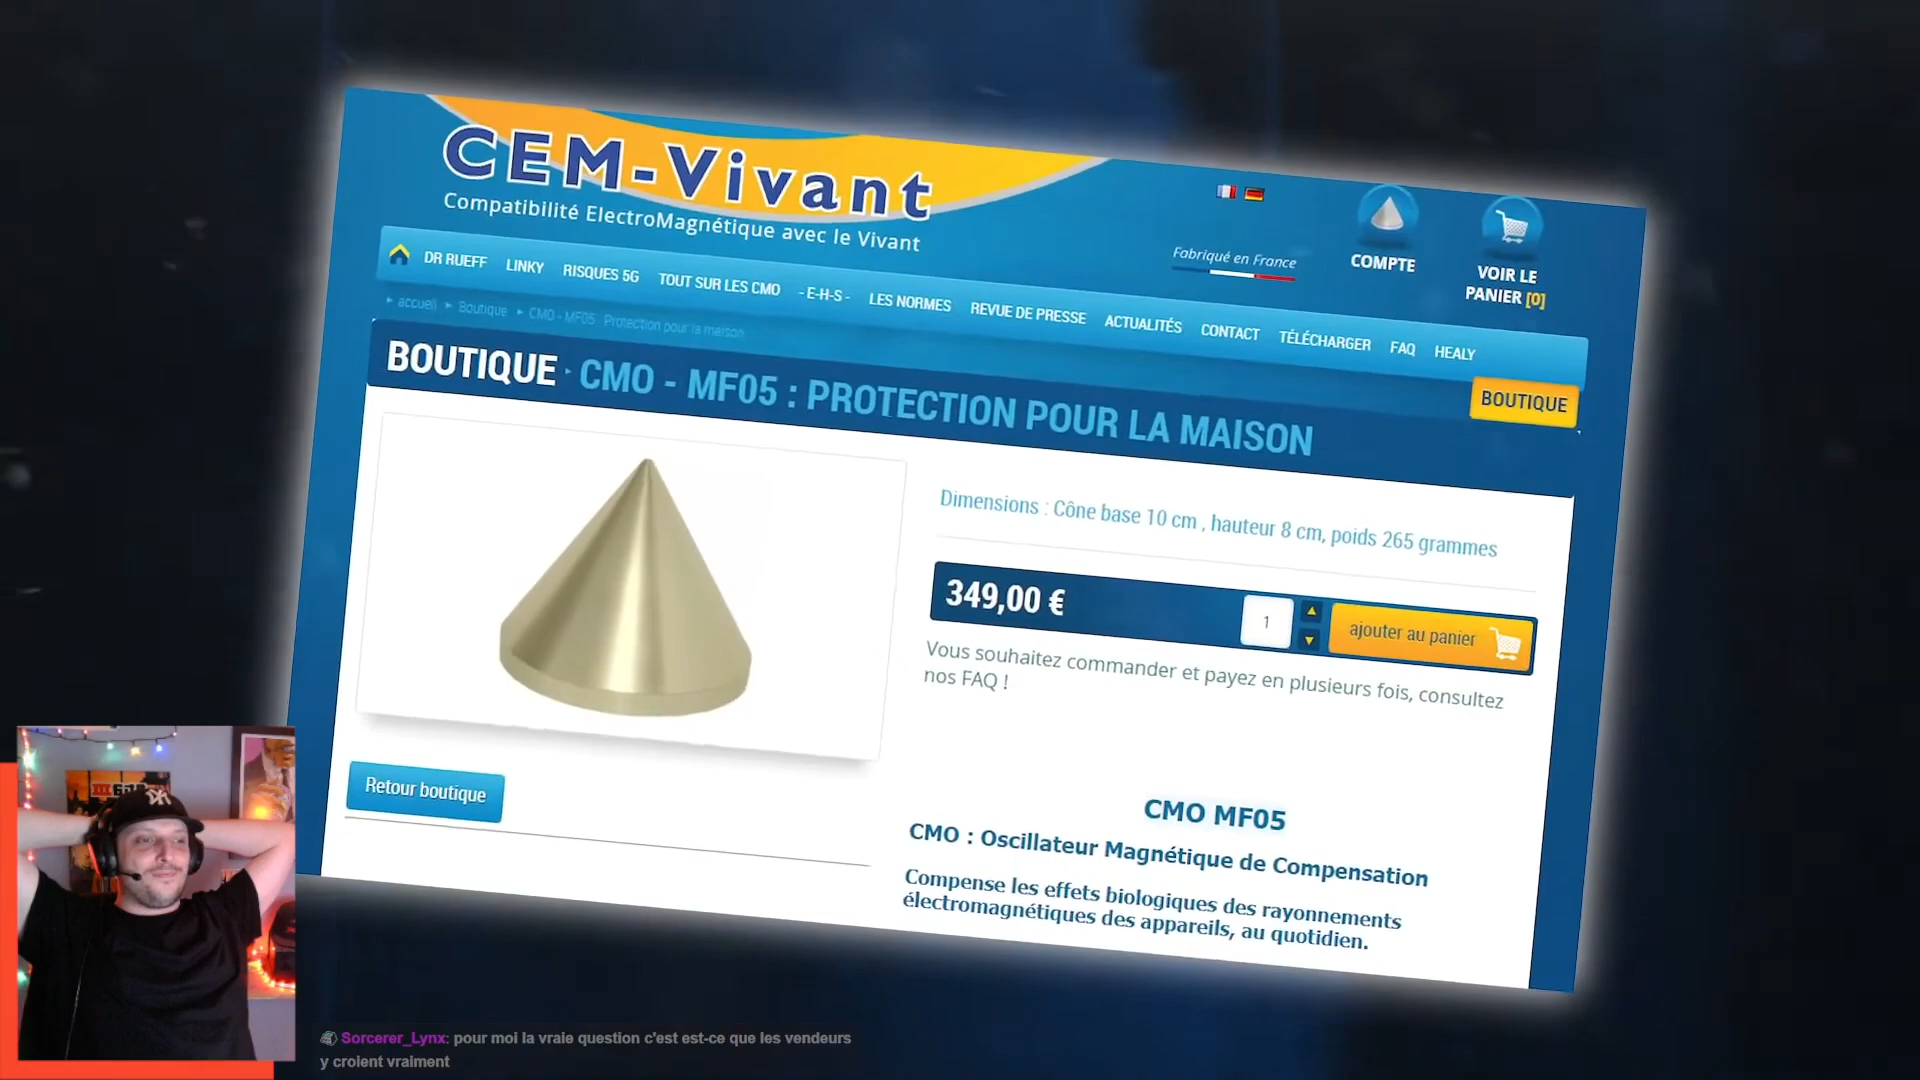 CEM-Vivant
Compatibilité ElectroMagnétique avec le Vivant
Fabriqué en France
COMPTE
VOIR LE
PANIER [0]
DR RUEFF LINKY RISQUES 5G TOUT SUR LES CMO - E-H-S - LES NORMES REVUE DE PRESSE ACTUALITÉS CONTACT TÉLÉCHARGER FAQ HEALY
BOUTIQUE
accueil Boutique CMO - MF05 : Protection pour la maison
BOUTIQUE CMO - MF05 : PROTECTION POUR LA MAISON
Dimensions : Cône base 10 cm , hauteur 8 cm, poids 265 grammes
349,00 € 1 ajouter au panier
Vous souhaitez commander et payez en plusieurs fois, consultez
nos FAQ !
Retour boutique
CMO MF05
CMO : Oscillateur Magnétique de Compensation
Compense les effets biologiques des rayonnements
électromagnétiques des appareils, au quotidien.
Sorcerer_Lynx: pour moi la vraie question c'est est-ce que les vendeurs
y croient vraiment